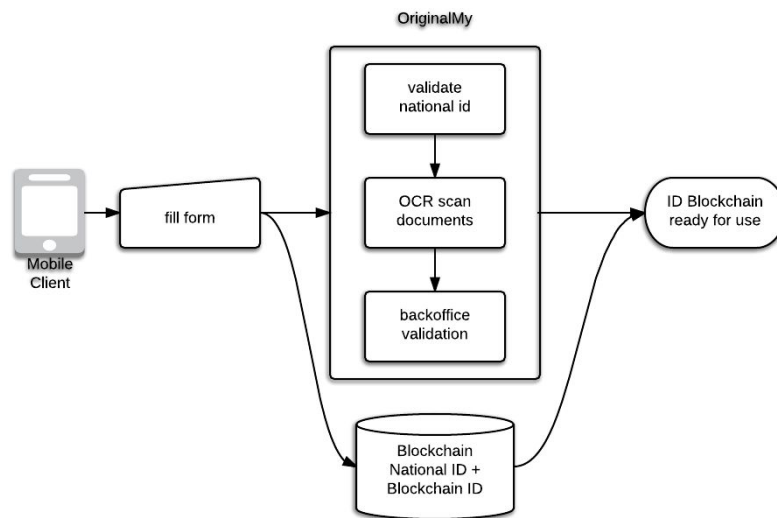 OriginalMy
validate
national id
Mobile
Client
fill form
OCR scan
documents
ID Blockchain
ready for use
backoffice
validation
Blockchain
National ID +
Blockchain ID